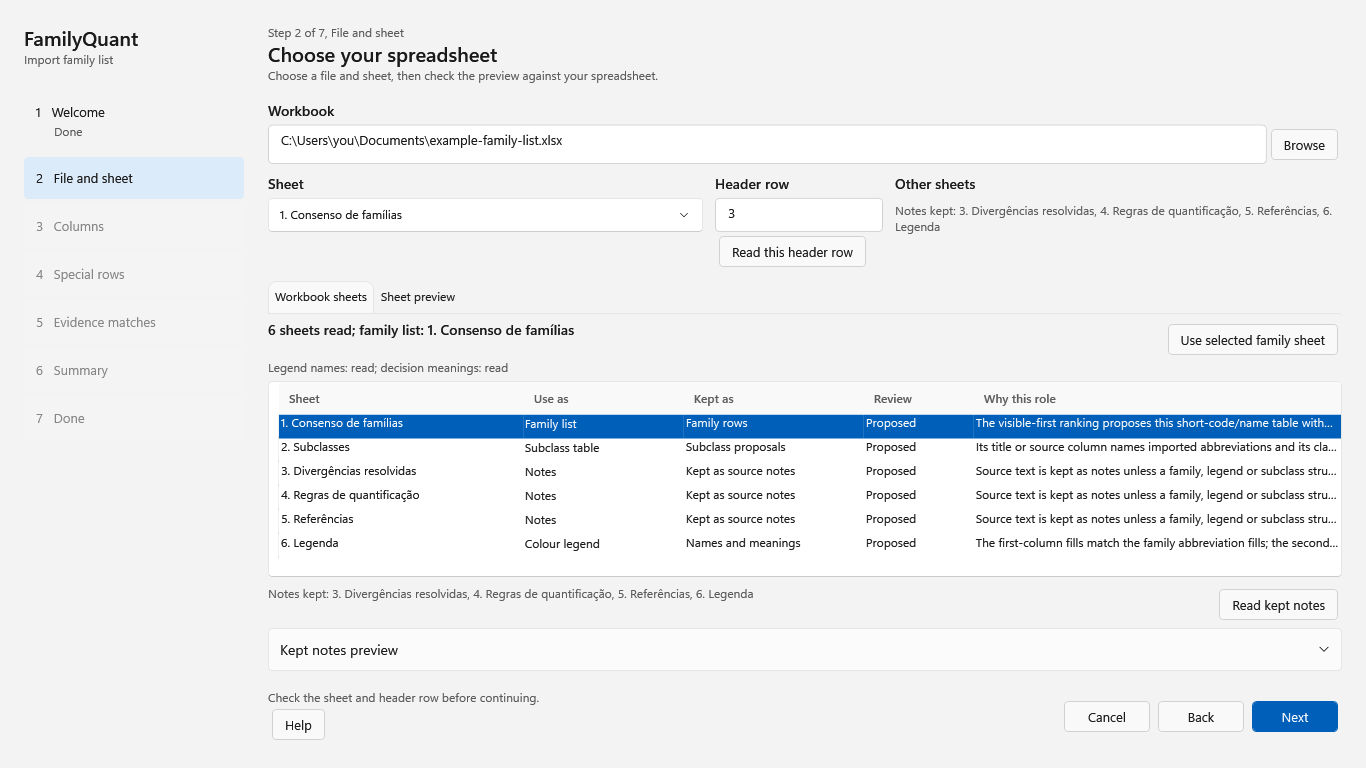 FamilyQuant
Import family list
1 Welcome
Done
2 File and sheet
3 Columns
4 Special rows
5 Evidence matches
6 Summary
7 Done
Step 2 of 7, File and sheet
Choose your spreadsheet
Choose a file and sheet, then check the preview against your spreadsheet.
Workbook
C:\Users\you\Documents\example-family-list.xlsx
Browse
Sheet
1. Consenso de famílias
Header row
3
Read this header row
Other sheets
Notes kept: 3. Divergências resolvidas, 4. Regras de quantificação, 5. Referências, 6.
Legenda
Workbook sheets Sheet preview
6 sheets read; family list: 1. Consenso de famílias
Use selected family sheet
Legend names: read; decision meanings: read
Sheet Use as Kept as Review Why this role
1. Consenso de famílias Family list Family rows Proposed The visible-first ranking proposes this short-code/name table with...
2. Subclasses Subclass table Subclass proposals Proposed Its title or source column names imported abbreviations and its cla...
3. Divergências resolvidas Notes Kept as source notes Proposed Source text is kept as notes unless a family, legend or subclass stru...
4. Regras de quantificação Notes Kept as source notes Proposed Source text is kept as notes unless a family, legend or subclass stru...
5. Referências Notes Kept as source notes Proposed Source text is kept as notes unless a family, legend or subclass stru...
6. Legenda Colour legend Names and meanings Proposed The first-column fills match the family abbreviation fills; the second...
Notes kept: 3. Divergências resolvidas, 4. Regras de quantificação, 5. Referências, 6. Legenda
Read kept notes
Kept notes preview
Check the sheet and header row before continuing.
Help
Cancel Back Next